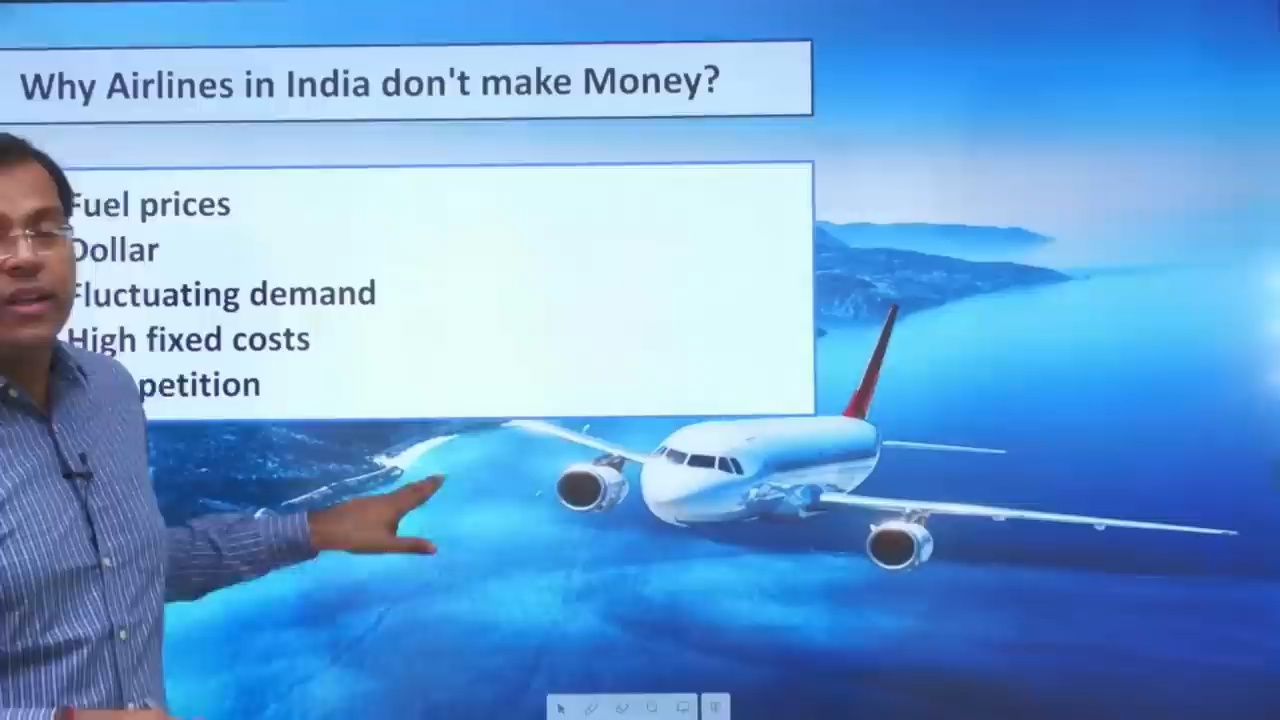 Why Airlines in India don't make Money?
Fuel prices
Dollar
Fluctuating demand
High fixed costs
petition